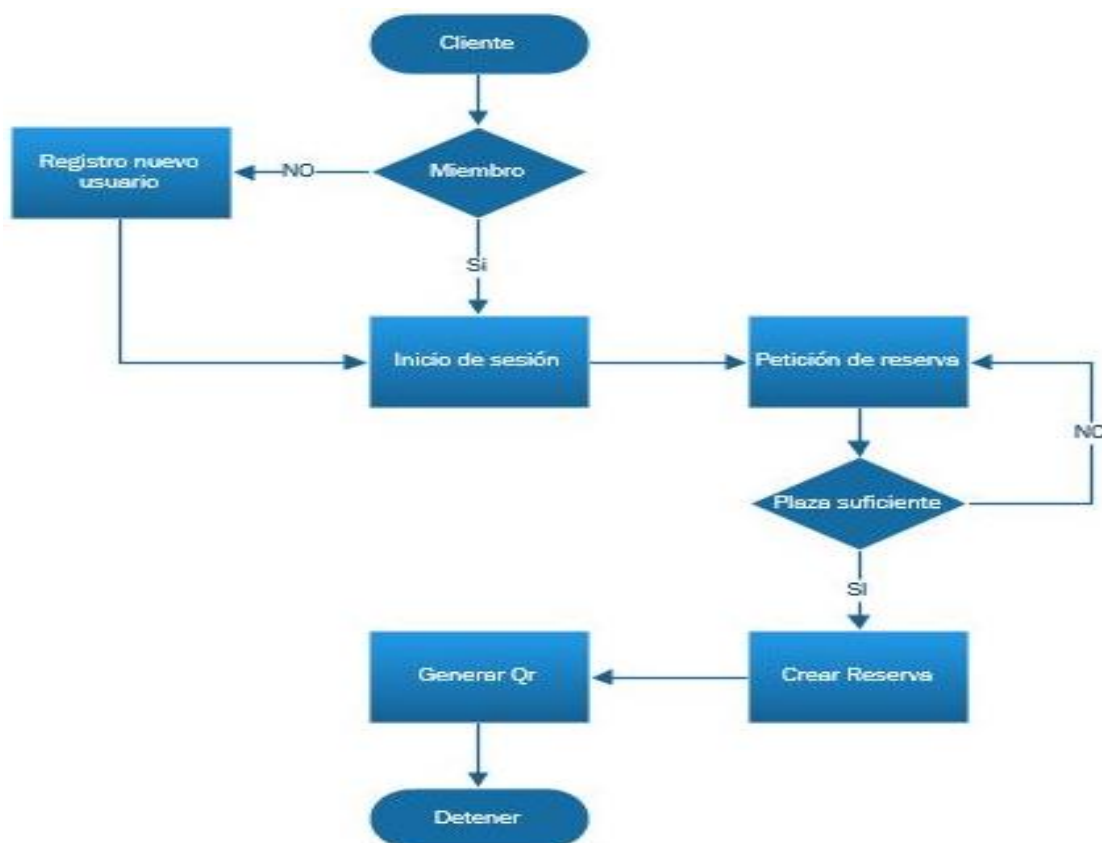 Cliente
Miembro
NO
Registro nuevo
usuario
Si
Inicio de sesión
Petición de reserva
NO
Plaza suficiente
SI
Crear Reserva
Generar Qr
Detener